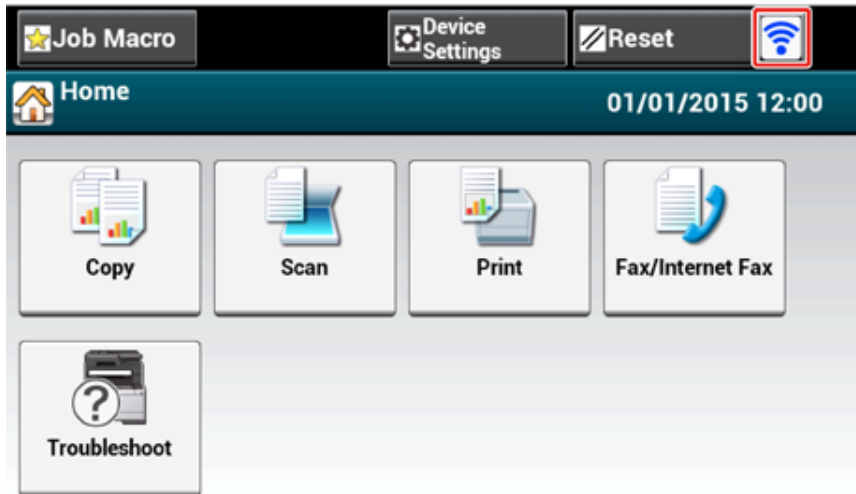 Job Macro
Device
Settings
Reset
Home
01/01/2015 12:00
Copy
Scan
Print
Fax/Internet Fax
Troubleshoot